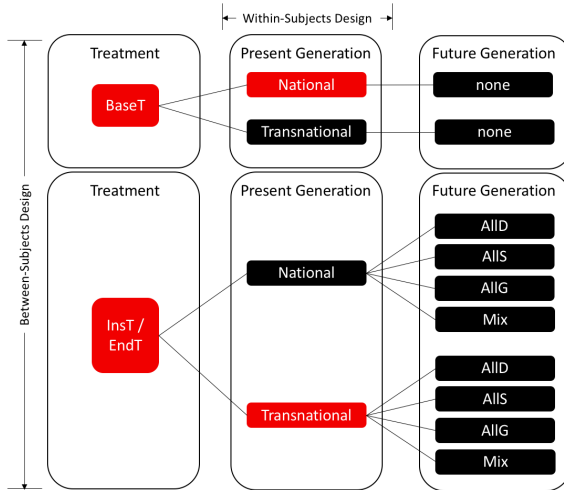 Within-Subjects Design
Between-Subjects Design
Treatment
Present Generation
Future Generation
BaseT
National
none
Transnational
none
Treatment
Present Generation
Future Generation
InsT /
EndT
National
AllD
AllS
AllG
Mix
Transnational
AllD
AllS
AllG
Mix